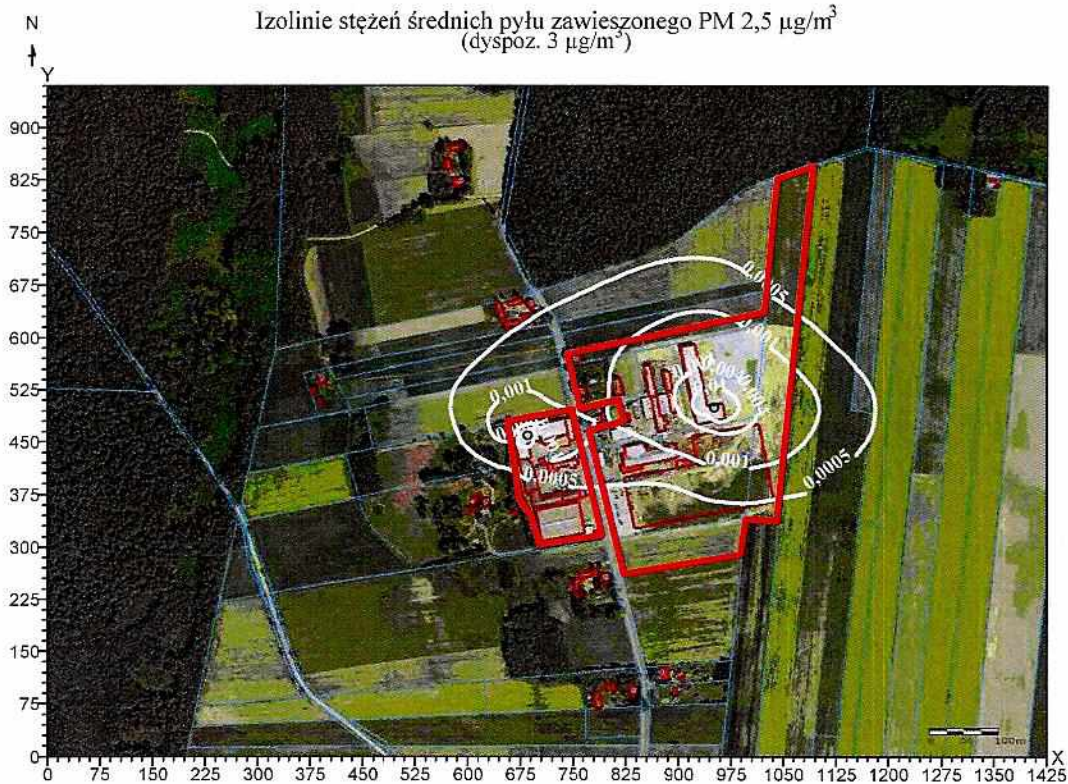 Izolinie stężeń średnich pyłu zawieszonego PM 2,5 µg/m³
(dyspoz. 3 µg/m³)
N
Y
900
825
750
675
600
525
450
375
300
225
150
75
0
0,0005
0,001
0,001
0,001
0,0005
0,0005
100m
X
0 75 150 225 300 375 450 525 600 675 750 825 900 975 1050 1125 1200 1275 1350 1425